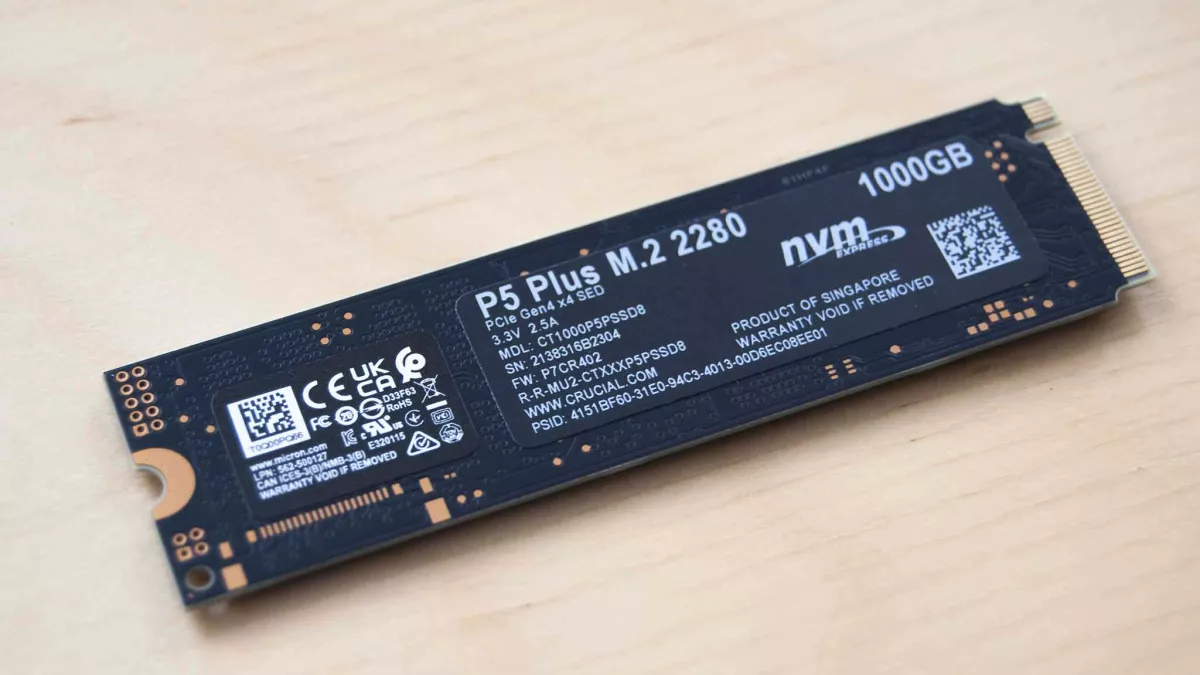 P5 Plus M.2 2280
1000GB
PCIe Gen4 x4 SED
3.3V 2.5A
MDL: CT1000P5PSSD8
SN: 2138316B2304
FW: P7CR402
R-R-MU2-CTXXXP5PSSD8
WWW.CRUCIAL.COM
PSID: 4151BF60-31E0-94C3-4013-00D6EC08EE01
nvm
EXPRESS
PRODUCT OF SINGAPORE
WARRANTY VOID IF REMOVED
CE UK
CA
FC
D33F63
RoHS
E320115
T0Q00PQ66
www.micron.com
LPN: 562-500127
CAN ICES-3(B)/NMB-3(B)
WARRANTY VOID IF REMOVED